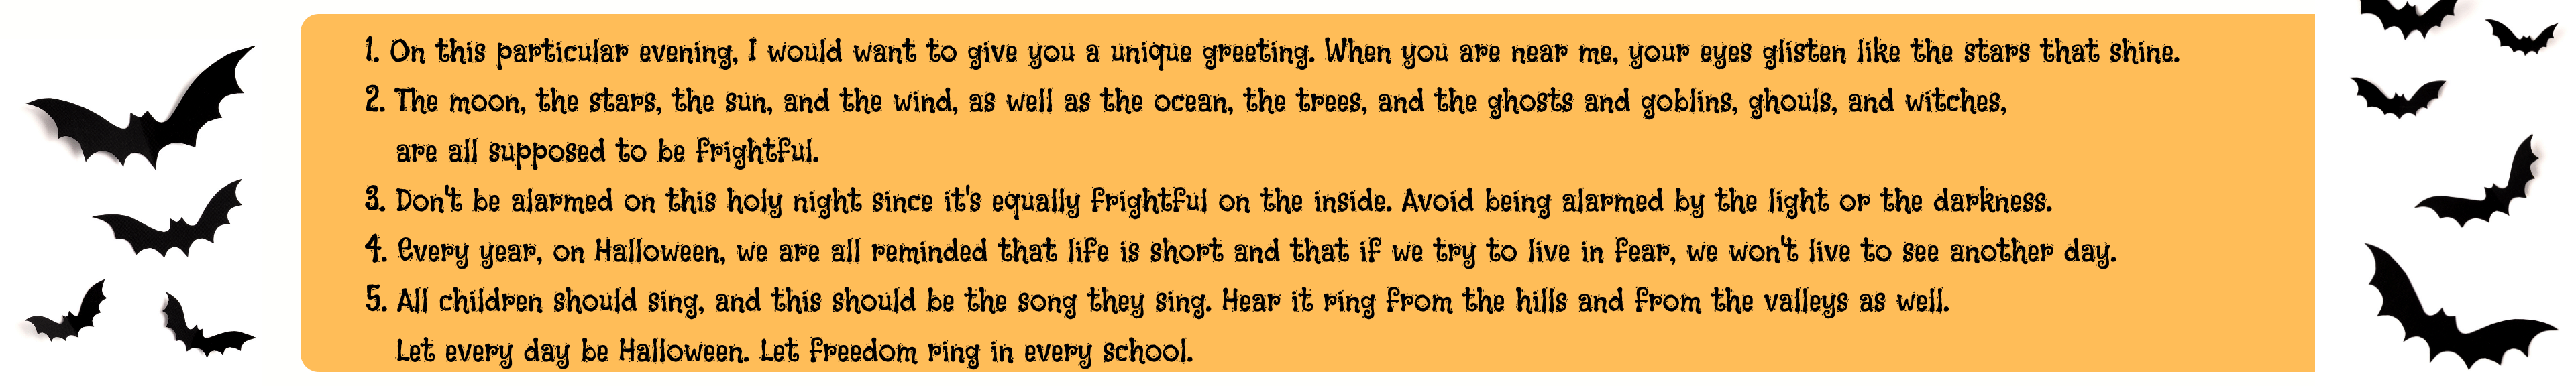 1. On this particular evening, I would want to give you a unique greeting. When you are near me, your eyes glisten like the stars that shine.
2. The moon, the stars, the sun, and the wind, as well as the ocean, the trees, and the ghosts and goblins, ghouls, and witches,
are all supposed to be frightful.
3. Don't be alarmed on this holy night since it's equally frightful on the inside. Avoid being alarmed by the light or the darkness.
4. Every year, on Halloween, we are all reminded that life is short and that if we try to live in fear, we won't live to see another day.
5. All children should sing, and this should be the song they sing. Hear it ring from the hills and from the valleys as well.
Let every day be Halloween. Let freedom ring in every school.